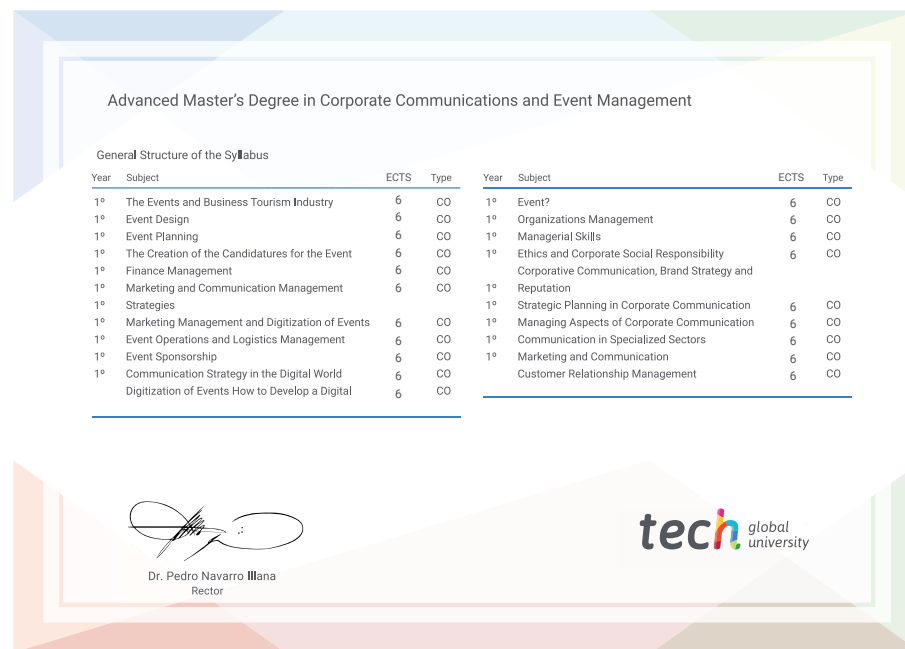 Advanced Master's Degree in Corporate Communications and Event Management
General Structure of the Syllabus
Year Subject ECTS Type
1º The Events and Business Tourism Industry 6 CO
1º Event Design 6 CO
1º Event Planning 6 CO
1º The Creation of the Candidatures for the Event 6 CO
1º Finance Management 6 CO
1º Marketing and Communication Management 6 CO
1º Strategies
1º Marketing Management and Digitization of Events 6 CO
1º Event Operations and Logistics Management 6 CO
1º Event Sponsorship 6 CO
1º Communication Strategy in the Digital World 6 CO
Digitization of Events How to Develop a Digital 6 CO
Year Subject ECTS Type
1º Event? 6 CO
1º Organizations Management 6 CO
1º Managerial Skills 6 CO
1º Ethics and Corporate Social Responsibility 6 CO
Corporative Communication, Brand Strategy and
1º Reputation
1º Strategic Planning in Corporate Communication 6 CO
1º Managing Aspects of Corporate Communication 6 CO
1º Communication in Specialized Sectors 6 CO
1º Marketing and Communication 6 CO
Customer Relationship Management 6 CO
Dr. Pedro Navarro Illana
Rector
tech global
university